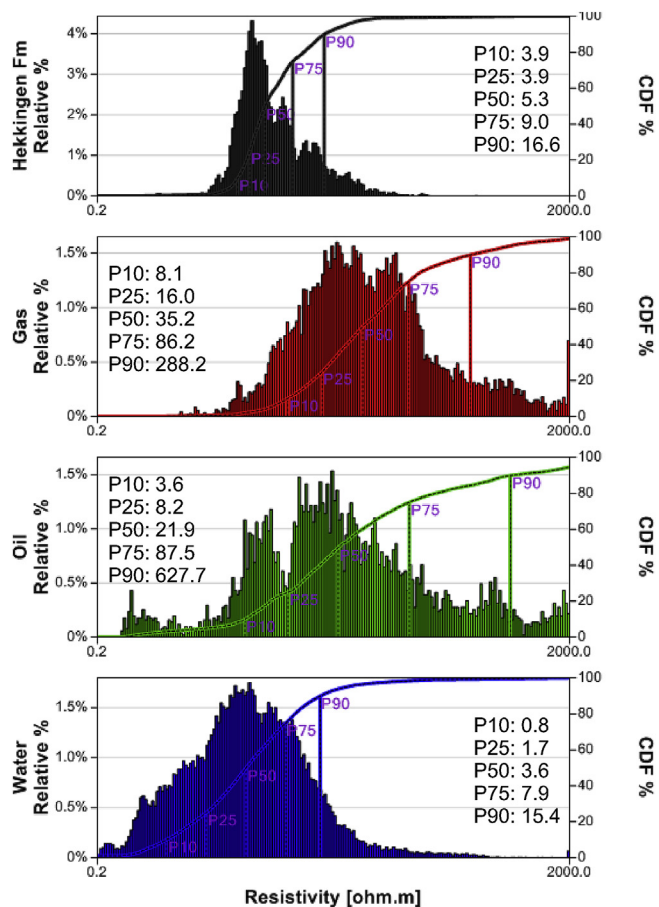 Hekkingen Fm
Relative %
4%
3%
2%
1%
0%
P10
P25
P50
P75
P90
P10: 3.9
P25: 3.9
P50: 5.3
P75: 9.0
P90: 16.6
100
80
60
40
20
0
CDF %
0.2
2000.0
Gas
Relative %
1.5%
1.0%
0.5%
0%
P10: 8.1
P25: 16.0
P50: 35.2
P75: 86.2
P90: 288.2
P10
P25
P50
P75
P90
100
80
60
40
20
0
CDF %
0.2
2000.0
Oil
Relative %
1.5%
1.0%
0.5%
0%
P10: 3.6
P25: 8.2
P50: 21.9
P75: 87.5
P90: 627.7
P10
P25
P50
P75
P90
100
80
60
40
20
0
CDF %
0.2
2000.0
Water
Relative %
1.5%
1.0%
0.5%
0%
P10
P25
P50
P75
P90
P10: 0.8
P25: 1.7
P50: 3.6
P75: 7.9
P90: 15.4
100
80
60
40
20
0
CDF %
0.2
2000.0
Resistivity [ohm.m]